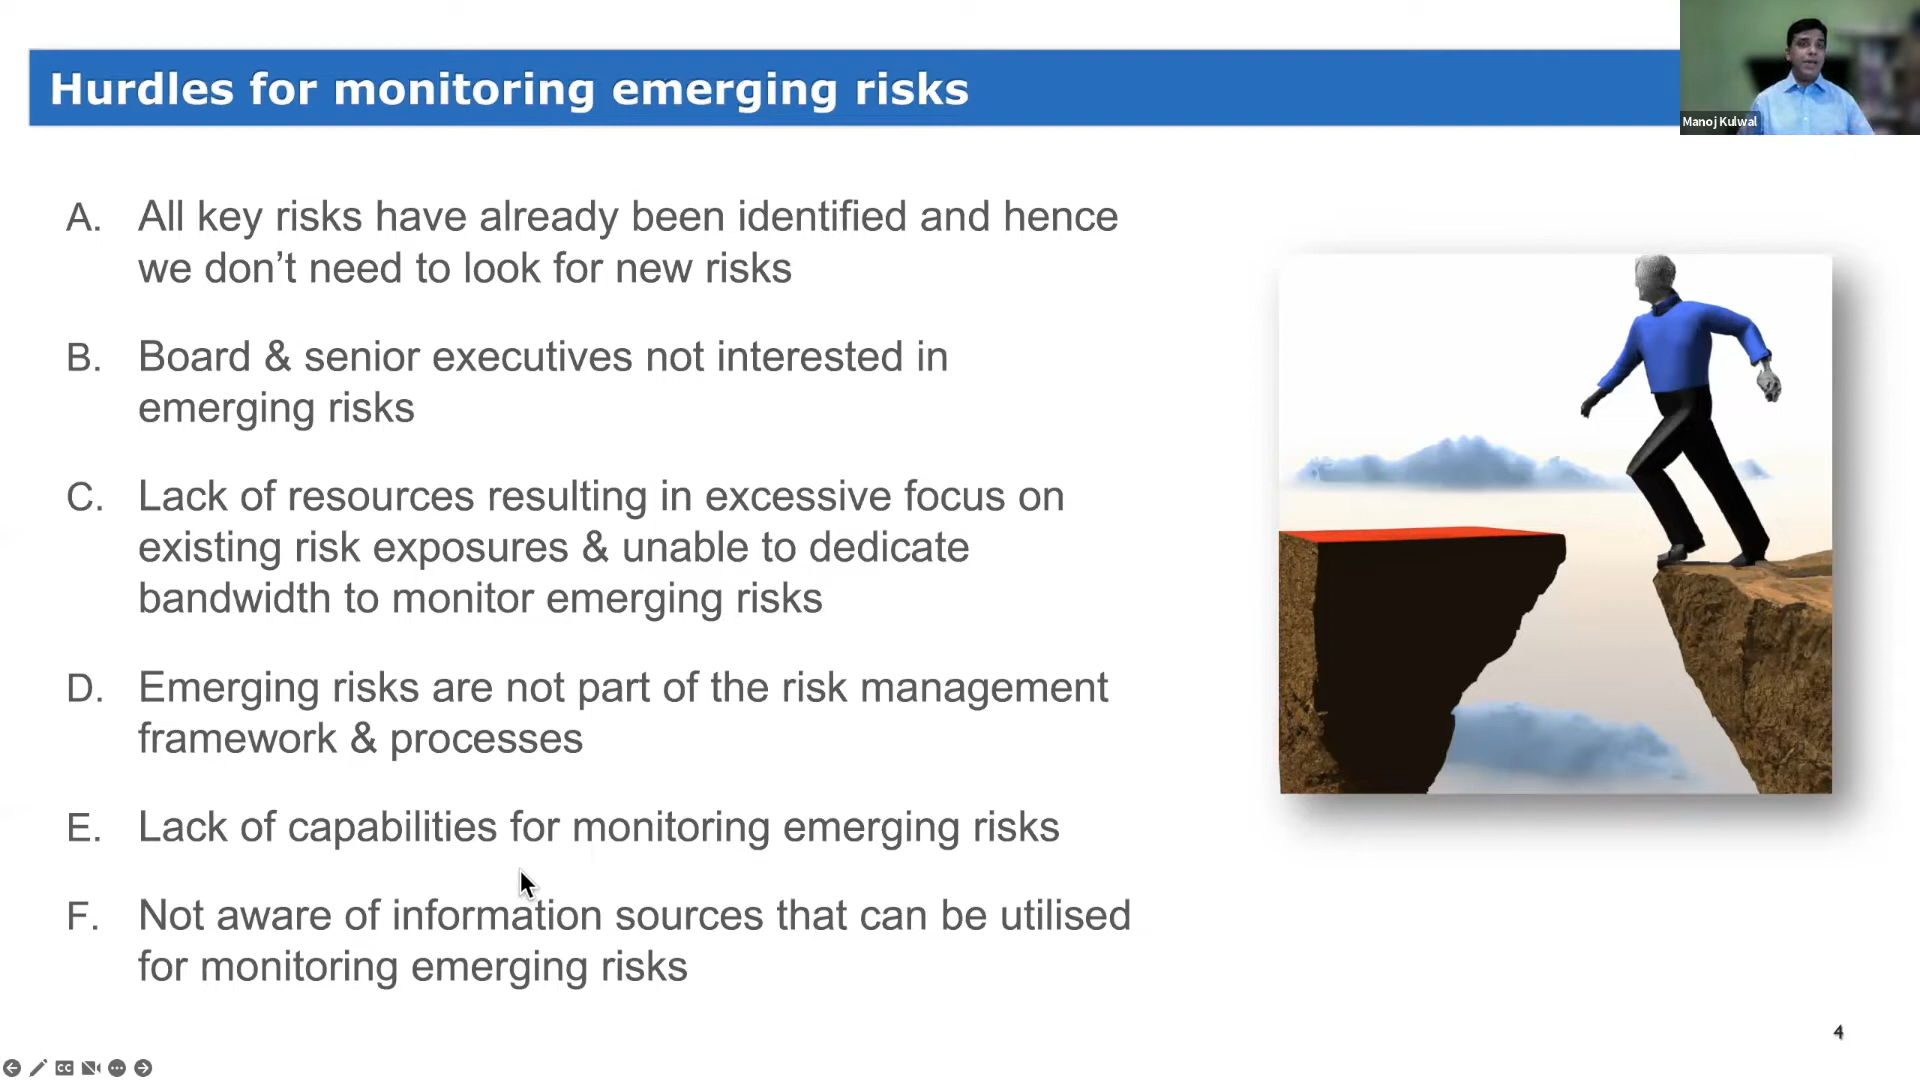 Hurdles for monitoring emerging risks
Manoj Kulwal
A. All key risks have already been identified and hence
we don’t need to look for new risks
B. Board & senior executives not interested in
emerging risks
C. Lack of resources resulting in excessive focus on
existing risk exposures & unable to dedicate
bandwidth to monitor emerging risks
D. Emerging risks are not part of the risk management
framework & processes
E. Lack of capabilities for monitoring emerging risks
F. Not aware of information sources that can be utilised
for monitoring emerging risks
4
CC